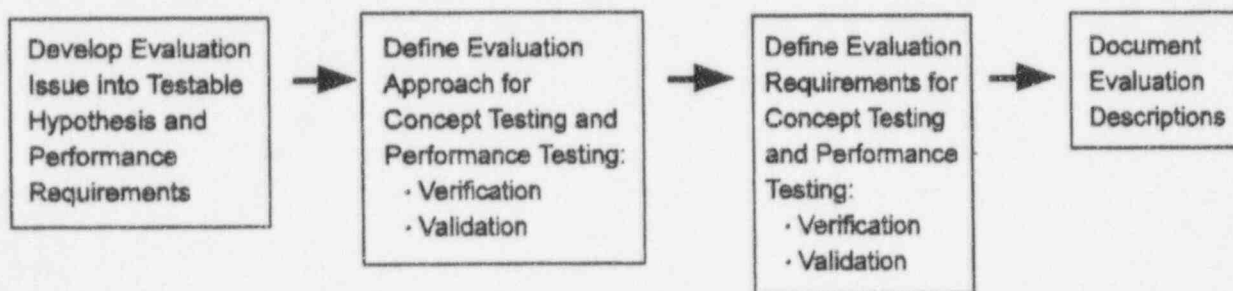 Develop Evaluation
Issue into Testable
Hypothesis and
Performance
Requirements
Define Evaluation
Approach for
Concept Testing and
Performance Testing:
· Verification
· Validation
Define Evaluation
Requirements for
Concept Testing
and Performance
Testing:
· Verification
· Validation
Document
Evaluation
Descriptions